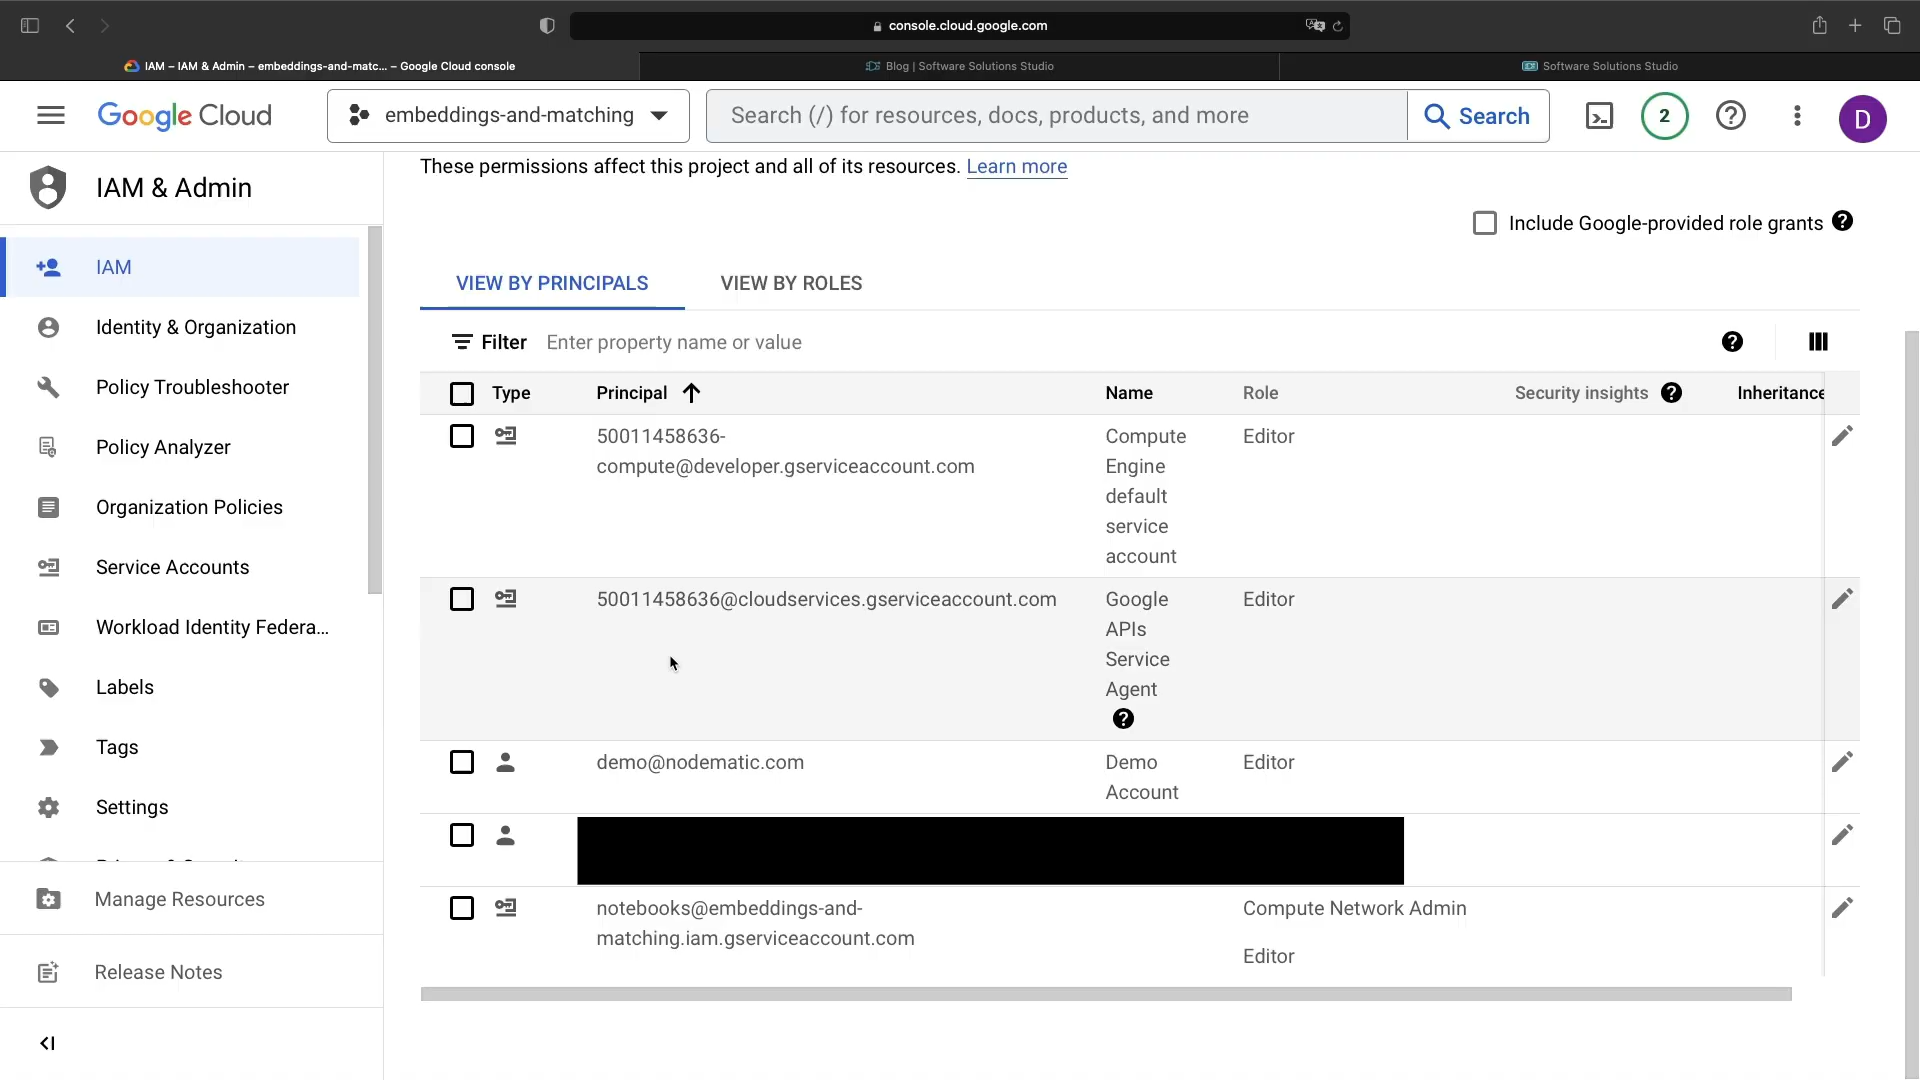 console.cloud.google.com
IAM – IAM & Admin – embeddings-and-matc... – Google Cloud console
Blog | Software Solutions Studio
Software Solutions Studio
Google Cloud
embeddings-and-matching
Search (/) for resources, docs, products, and more
Search
2
D
IAM & Admin
IAM
Identity & Organization
Policy Troubleshooter
Policy Analyzer
Organization Policies
Service Accounts
Workload Identity Federa...
Labels
Tags
Settings
Manage Resources
Release Notes
These permissions affect this project and all of its resources. Learn more
Include Google-provided role grants
VIEW BY PRINCIPALS
VIEW BY ROLES
Filter Enter property name or value
Type Principal Name Role Security insights Inheritance
50011458636-
compute@developer.gserviceaccount.com
Compute
Engine
default
service
account
Editor
50011458636@cloudservices.gserviceaccount.com
Google
APIs
Service
Agent
Editor
demo@nodematic.com
Demo
Account
Editor
notebooks@embeddings-and-
matching.iam.gserviceaccount.com
Compute Network Admin
Editor